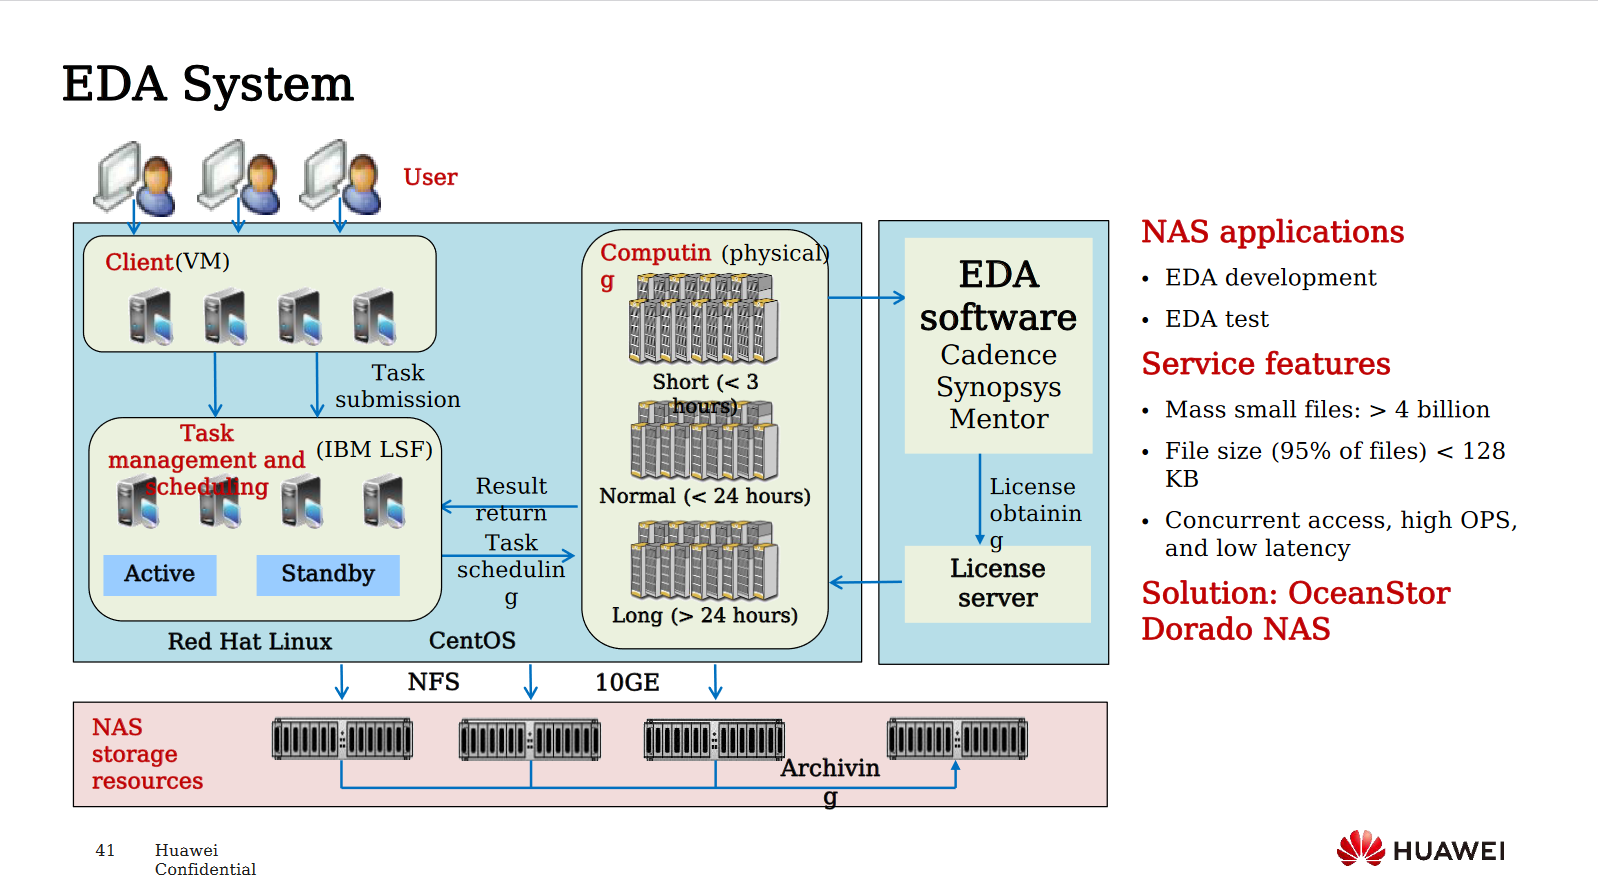 EDA System
User
Client(VM)
Task
submission
Task
management and
scheduling
(IBM LSF)
Active
Standby
Red Hat Linux
CentOS
Result
return
Task
schedulin
g
Computin (physical)
g
Short (< 3
hours)
Normal (< 24 hours)
Long (> 24 hours)
EDA
software
Cadence
Synopsys
Mentor
License
obtainin
g
License
server
NFS
10GE
NAS
storage
resources
Archivin
g
NAS applications
• EDA development
• EDA test
Service features
• Mass small files: > 4 billion
• File size (95% of files) < 128
KB
• Concurrent access, high OPS,
and low latency
Solution: OceanStor
Dorado NAS
41
Huawei
Confidential
HUAWEI